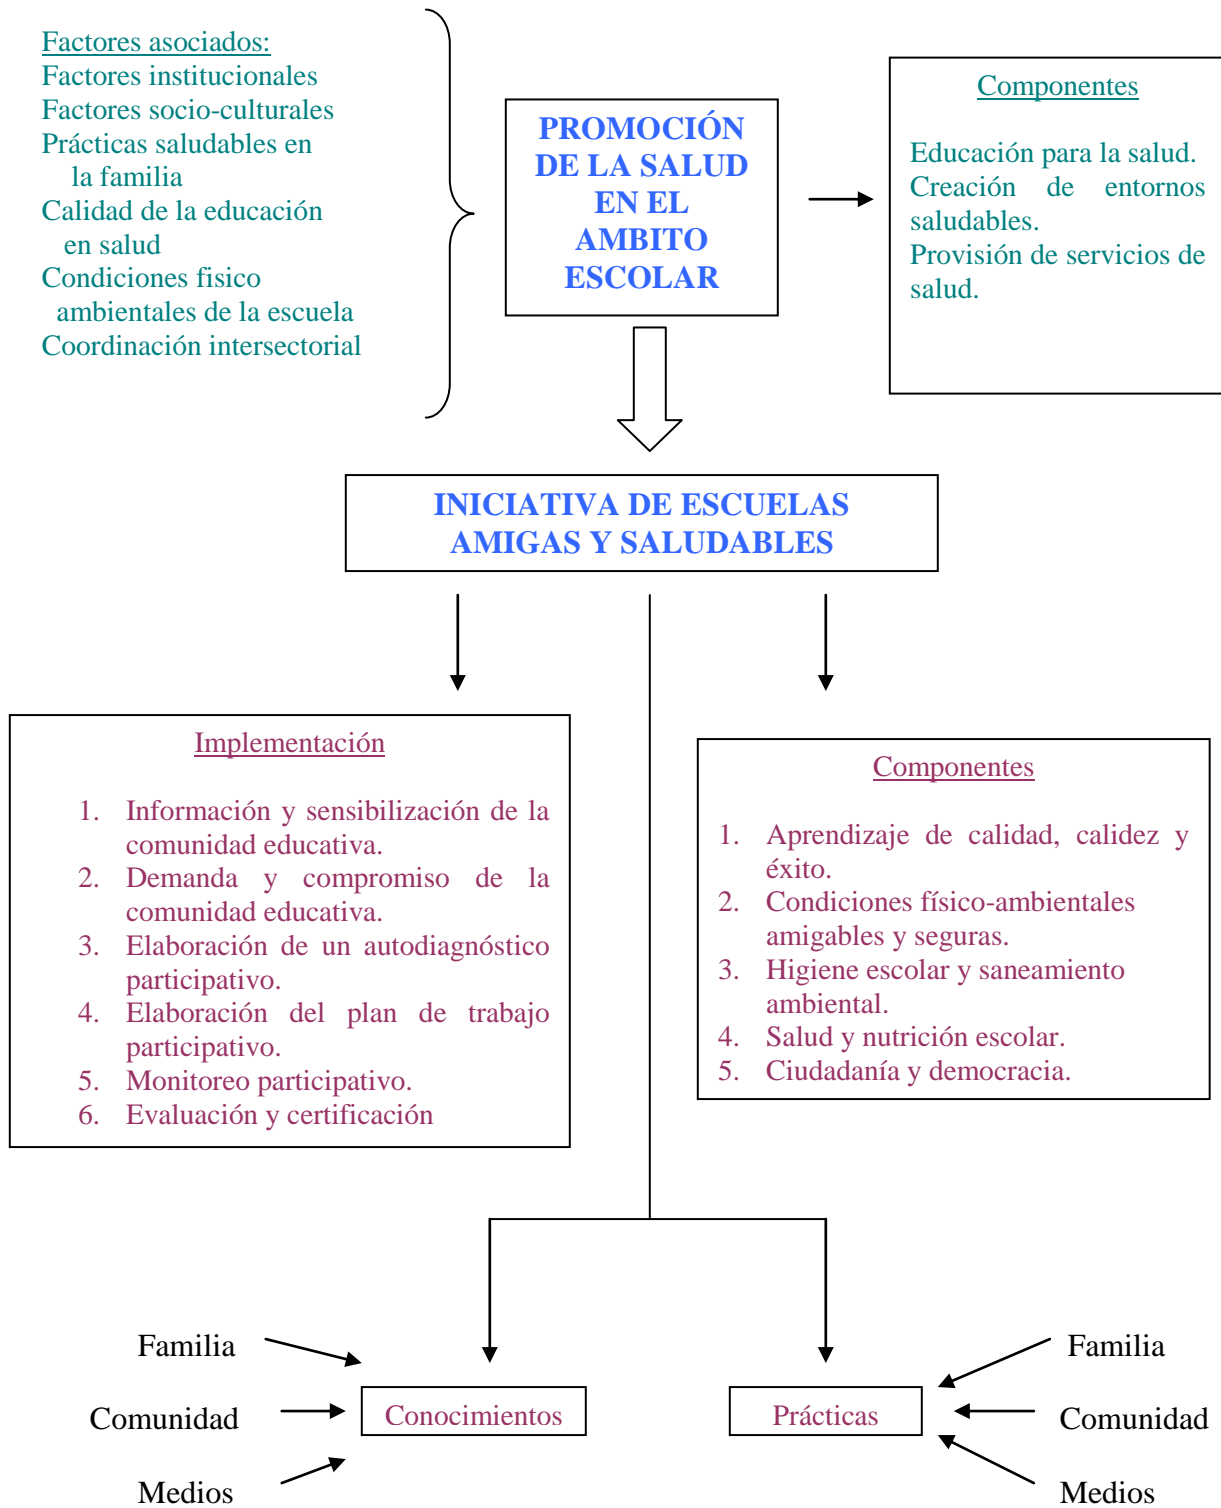 Factores asociados:
Factores institucionales
Factores socio-culturales
Prácticas saludables en
la familia
Calidad de la educación
en salud
Condiciones fisico
ambientales de la escuela
Coordinación intersectorial
PROMOCIÓN
DE LA SALUD
EN EL
AMBITO
ESCOLAR
Componentes
Educación para la salud.
Creación de entornos
saludables.
Provisión de servicios de
salud.
INICIATIVA DE ESCUELAS
AMIGAS Y SALUDABLES
Implementación
1. Información y sensibilización de la
comunidad educativa.
2. Demanda y compromiso de la
comunidad educativa.
3. Elaboración de un autodiagnóstico
participativo.
4. Elaboración del plan de trabajo
participativo.
5. Monitoreo participativo.
6. Evaluación y certificación
Componentes
1. Aprendizaje de calidad, calidez y
éxito.
2. Condiciones físico-ambientales
amigables y seguras.
3. Higiene escolar y saneamiento
ambiental.
4. Salud y nutrición escolar.
5. Ciudadanía y democracia.
Familia
Comunidad
Medios
Conocimientos
Prácticas
Familia
Comunidad
Medios